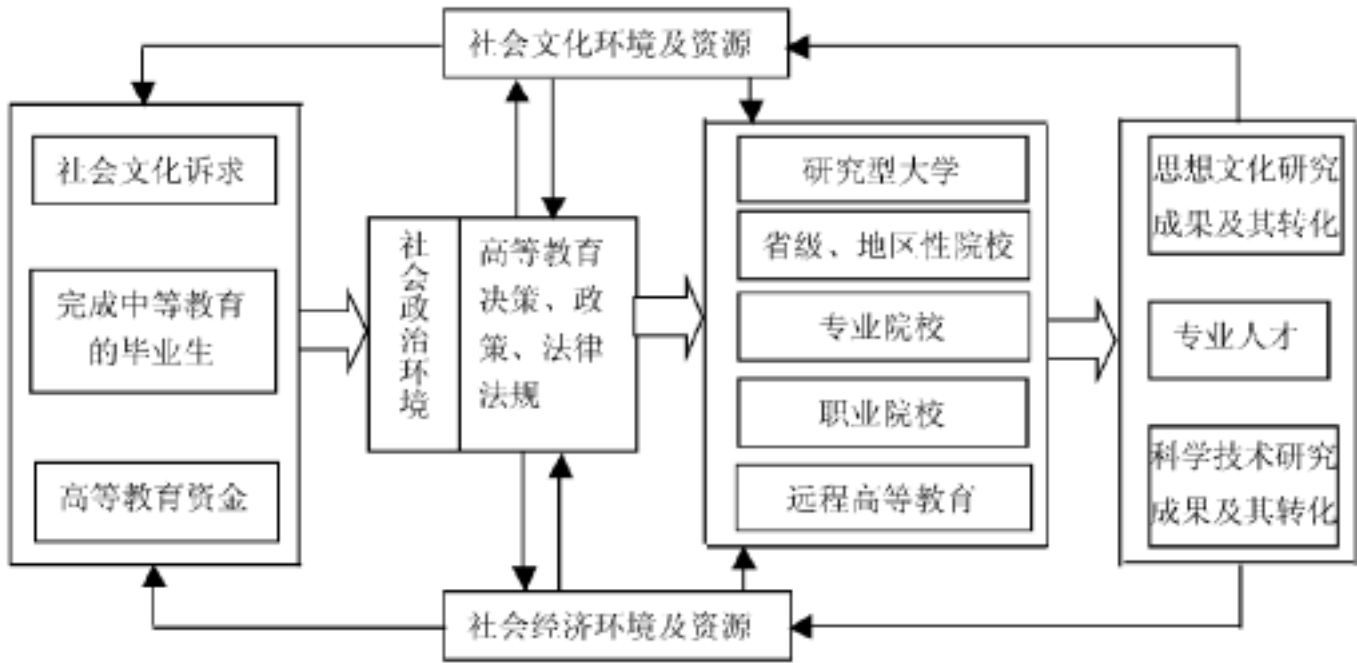 社会文化环境及资源
社会文化诉求
完成中等教育
的毕业生
高等教育资金
社会政治环境
高等教育
决策、政
策、法律
法规
研究型大学
省级、地区性院校
专业院校
职业院校
远程高等教育
思想文化研究
成果及其转化
专业人才
科学技术研究
成果及其转化
社会经济环境及资源